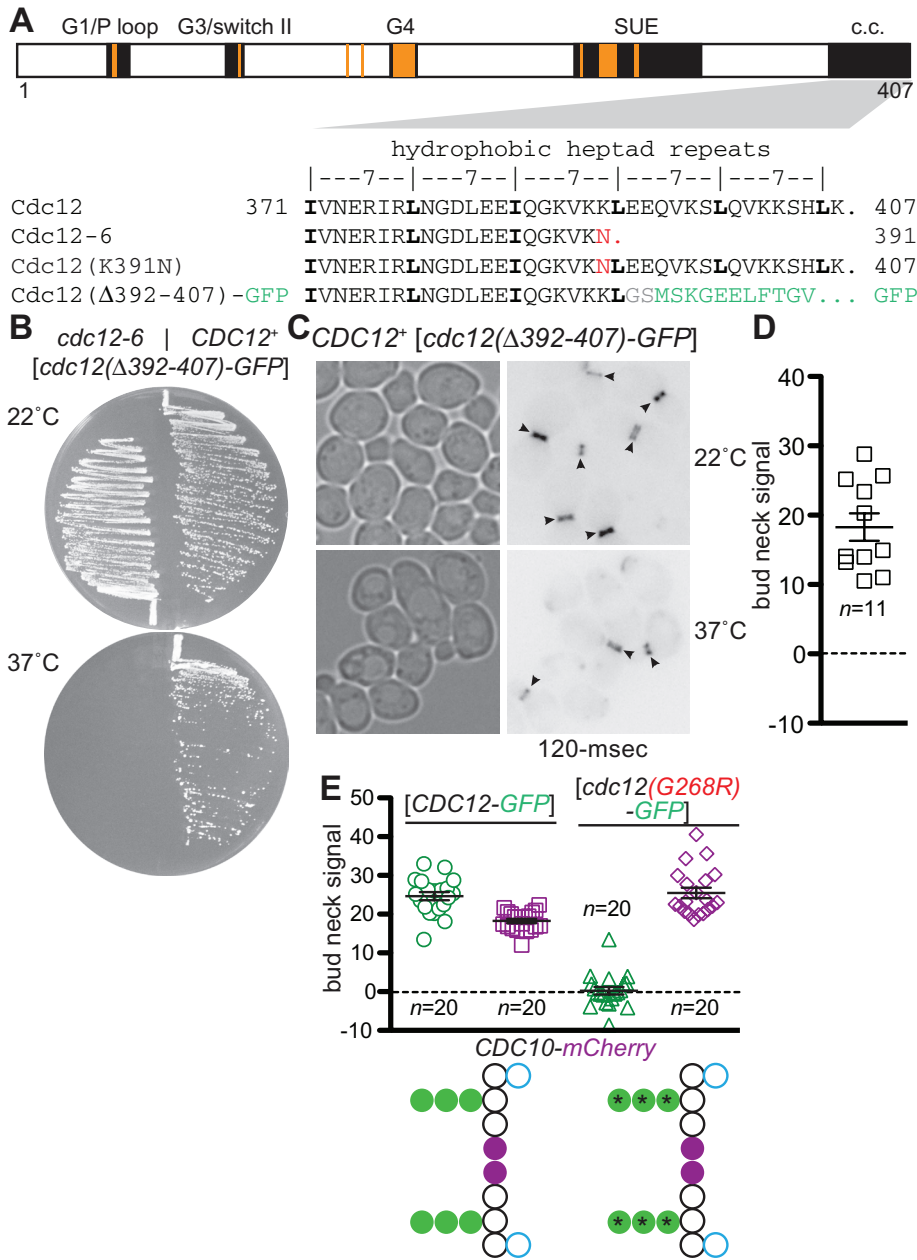 A
G1/P loop G3/switch II G4 SUE c.c.
1 407
hydrophobic heptad repeats
|---7--|---7--|---7--|---7--|---7--|
Cdc12 371 IVNERIRLNGDLEEIQGKVKKLEEQVKSLQVKKSHLK. 407
Cdc12-6 IVNERIRLNGDLEEIQGKVKN. 391
Cdc12(K391N) IVNERIRLNGDLEEIQGKVKNLEEQVKSLQVKKSHLK. 407
Cdc12(Δ392-407)-GFP IVNERIRLNGDLEEIQGKVKKLGSMSKGEELFTGV... GFP
B
cdc12-6 | CDC12⁺
[cdc12(Δ392-407)-GFP]
22˚C
37˚C
C
CDC12⁺ [cdc12(Δ392-407)-GFP]
22˚C
37˚C
120-msec
D
bud neck signal
40
30
20
10
0
-10
n=11
E
bud neck signal
50
40
30
20
10
0
-10
[CDC12-GFP]
[cdc12(G268R)
-GFP]
n=20
n=20
n=20
n=20
CDC10-mCherry
* * *
* * *